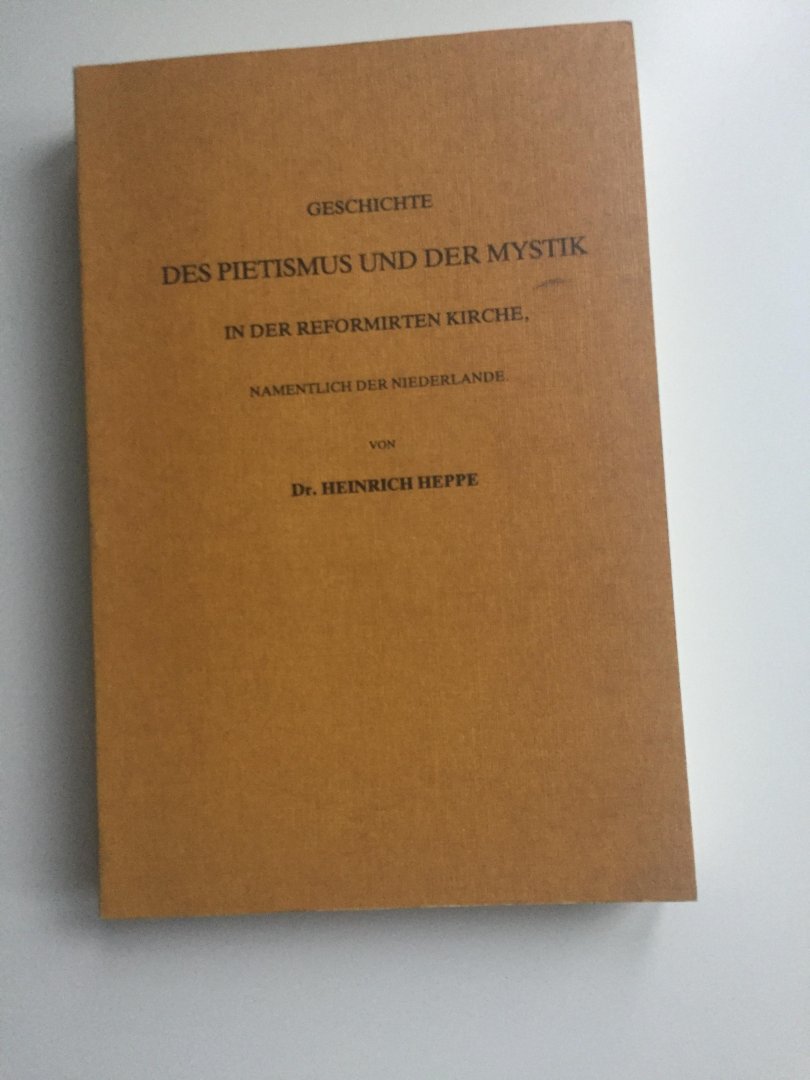 GESCHICHTE
DES PIETISMUS UND DER MYSTIK
IN DER REFORMIRTEN KIRCHE,
NAMENTLICH DER NIEDERLANDE.
VON
Dr. HEINRICH HEPPE